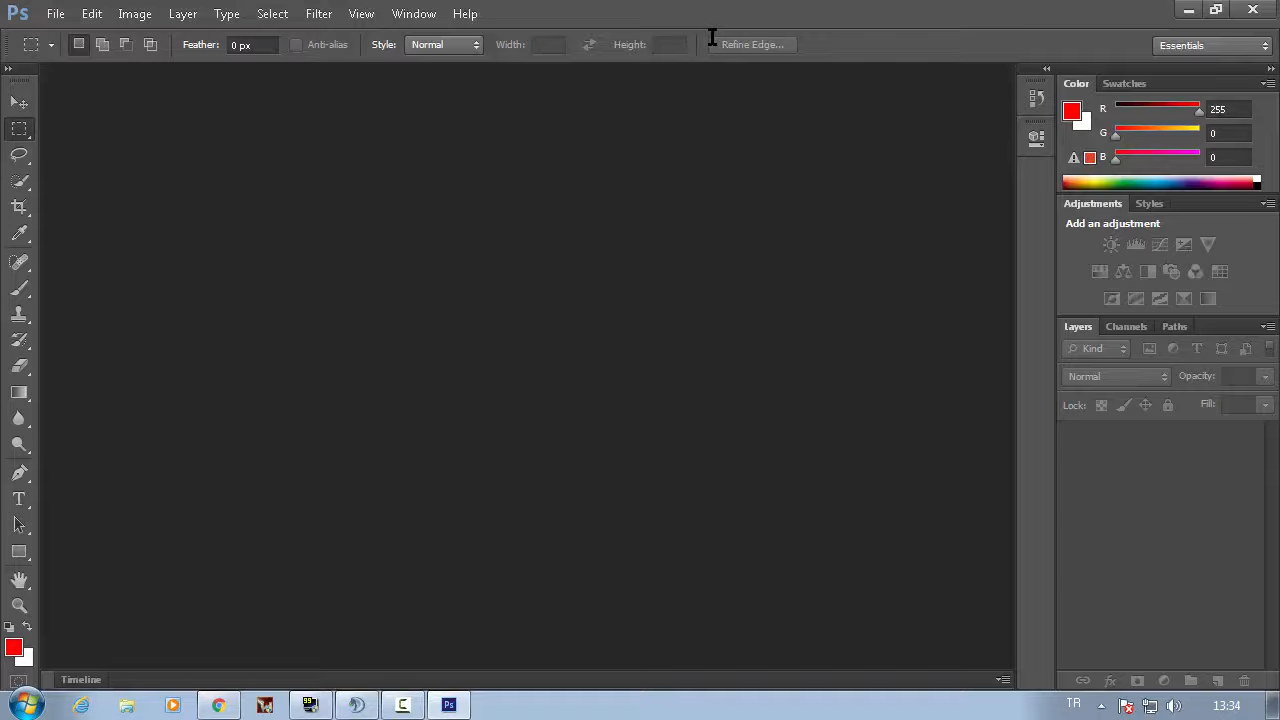 Ps File Edit Image Layer Type Select Filter View Window Help
Feather: 0 px Anti-alias Style: Normal Width: Height: Refine Edge... Essentials
Color Swatches
R 255
G 0
B 0
Adjustments Styles
Add an adjustment
Layers Channels Paths
Kind
Normal Opacity:
Lock: Fill:
Timeline
99 TR 13:34